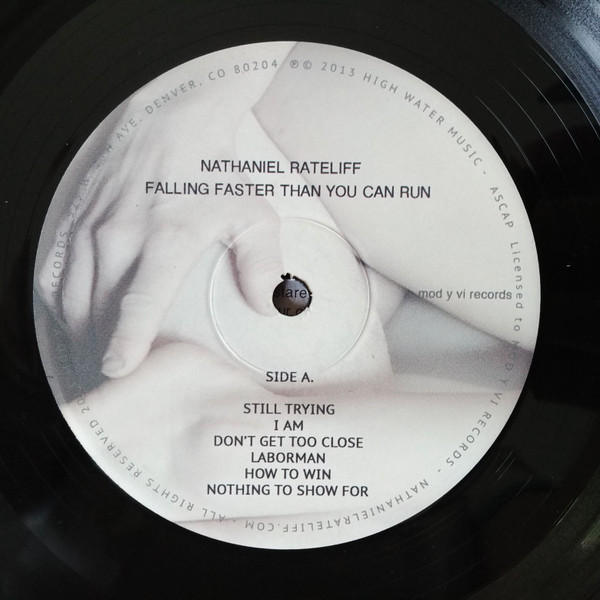 NATHANIEL RATELIFF
FALLING FASTER THAN YOU CAN RUN
mod y vi records
SIDE A.
STILL TRYING
I AM
DON'T GET TOO CLOSE
LABORMAN
HOW TO WIN
NOTHING TO SHOW FOR
AVE. DENVER, CO 80204 ℗© 2013 HIGH WATER MUSIC - ASCAP Licensed to MOD Y VI RECORDS - NATHANIELRATELIFF.COM - ALL RIGHTS RESERVED
RECORDS